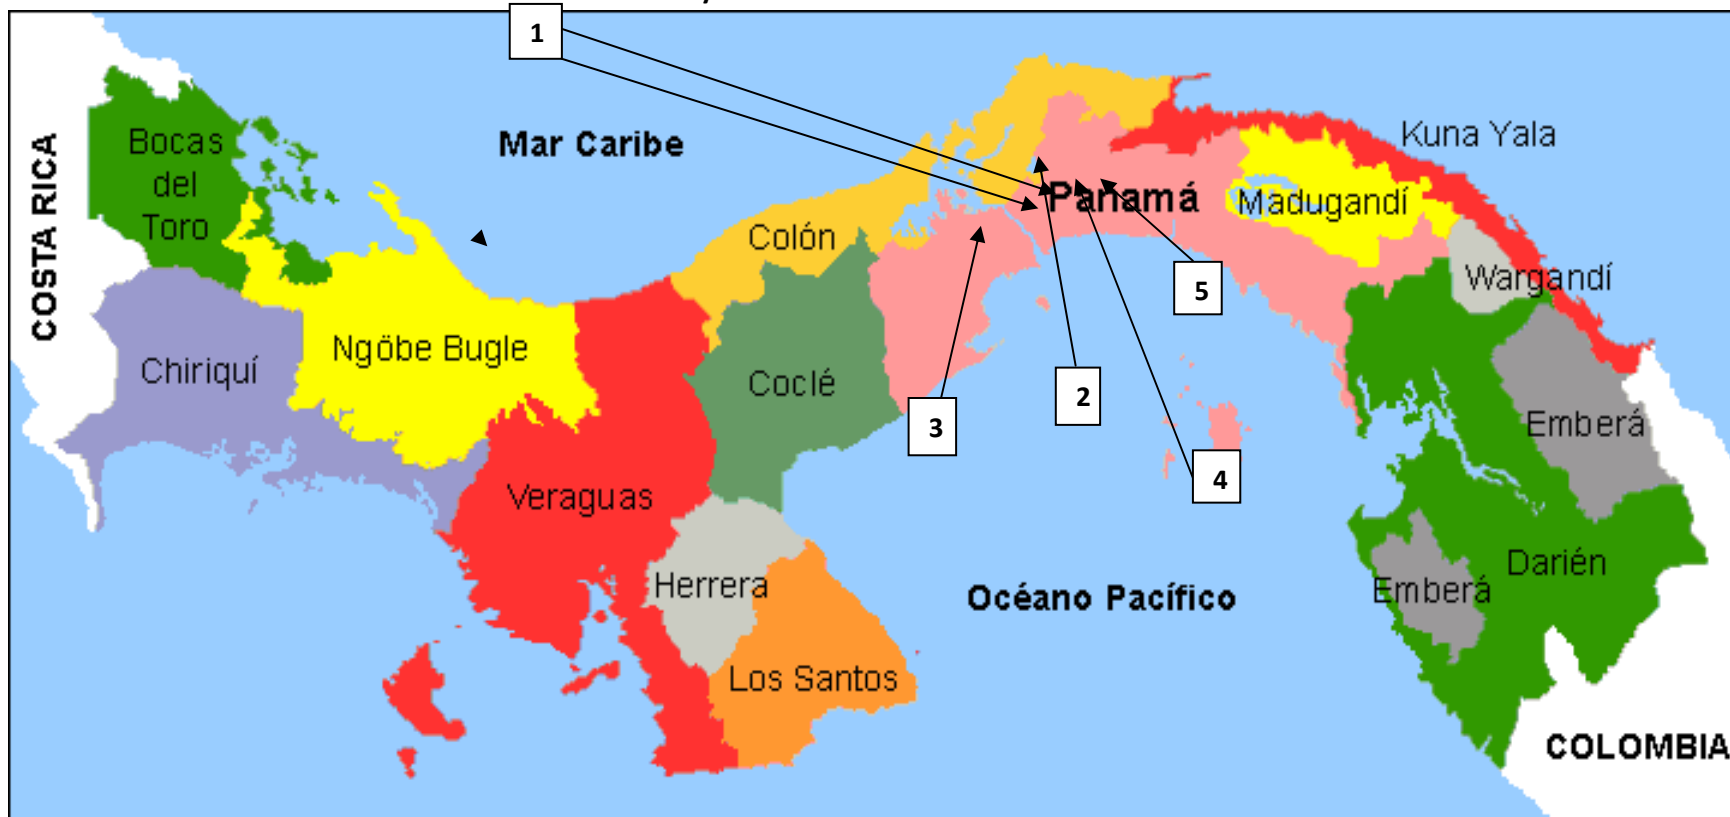 1
Mar Caribe
COSTA RICA
Bocas
del
Toro
Kuna Yala
Panamá
Madugandí
Colón
Wargandí
5
Ngöbe Bugle
Chiriquí
Coclé
2
3
Emberá
4
Veraguas
Darién
Herrera
Emberá
Océano Pacífico
Los Santos
COLOMBIA